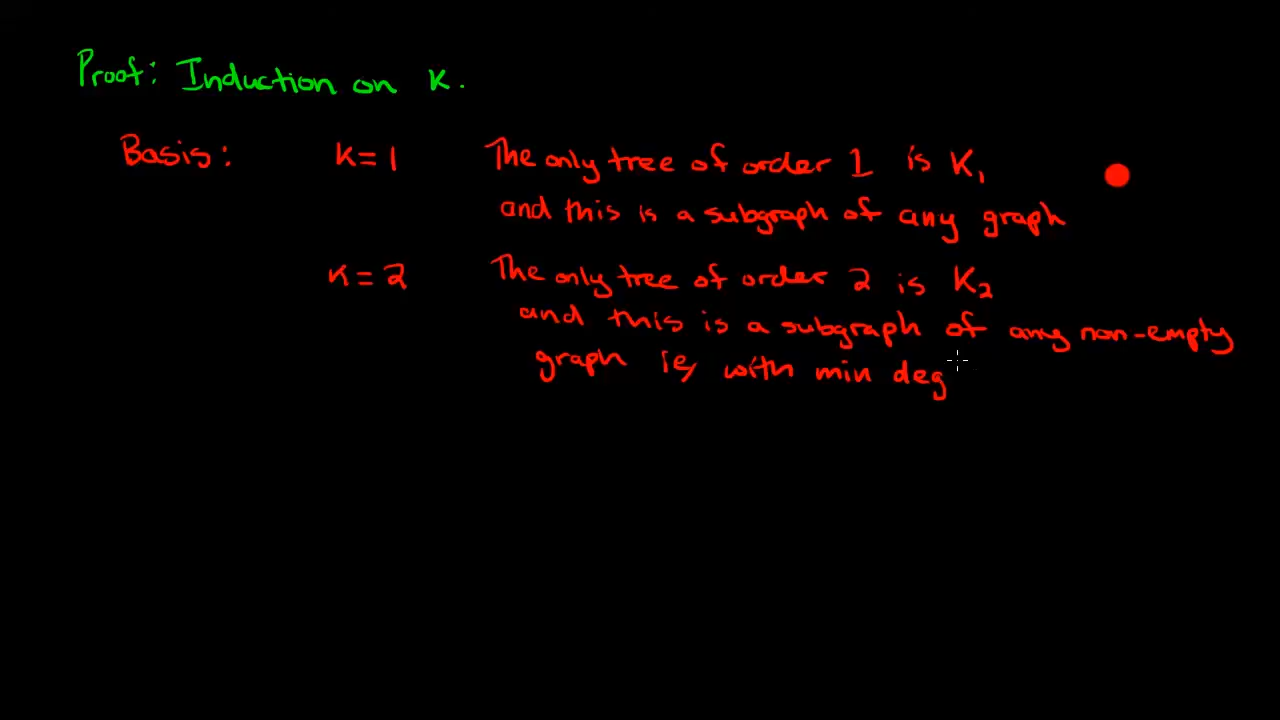 Proof: Induction on K.
Basis: K=1 The only tree of order 1 is K₁
and this is a subgraph of any graph
K=2 The only tree of order 2 is K₂
and this is a subgraph of any non-empty
graph ie, with min deg